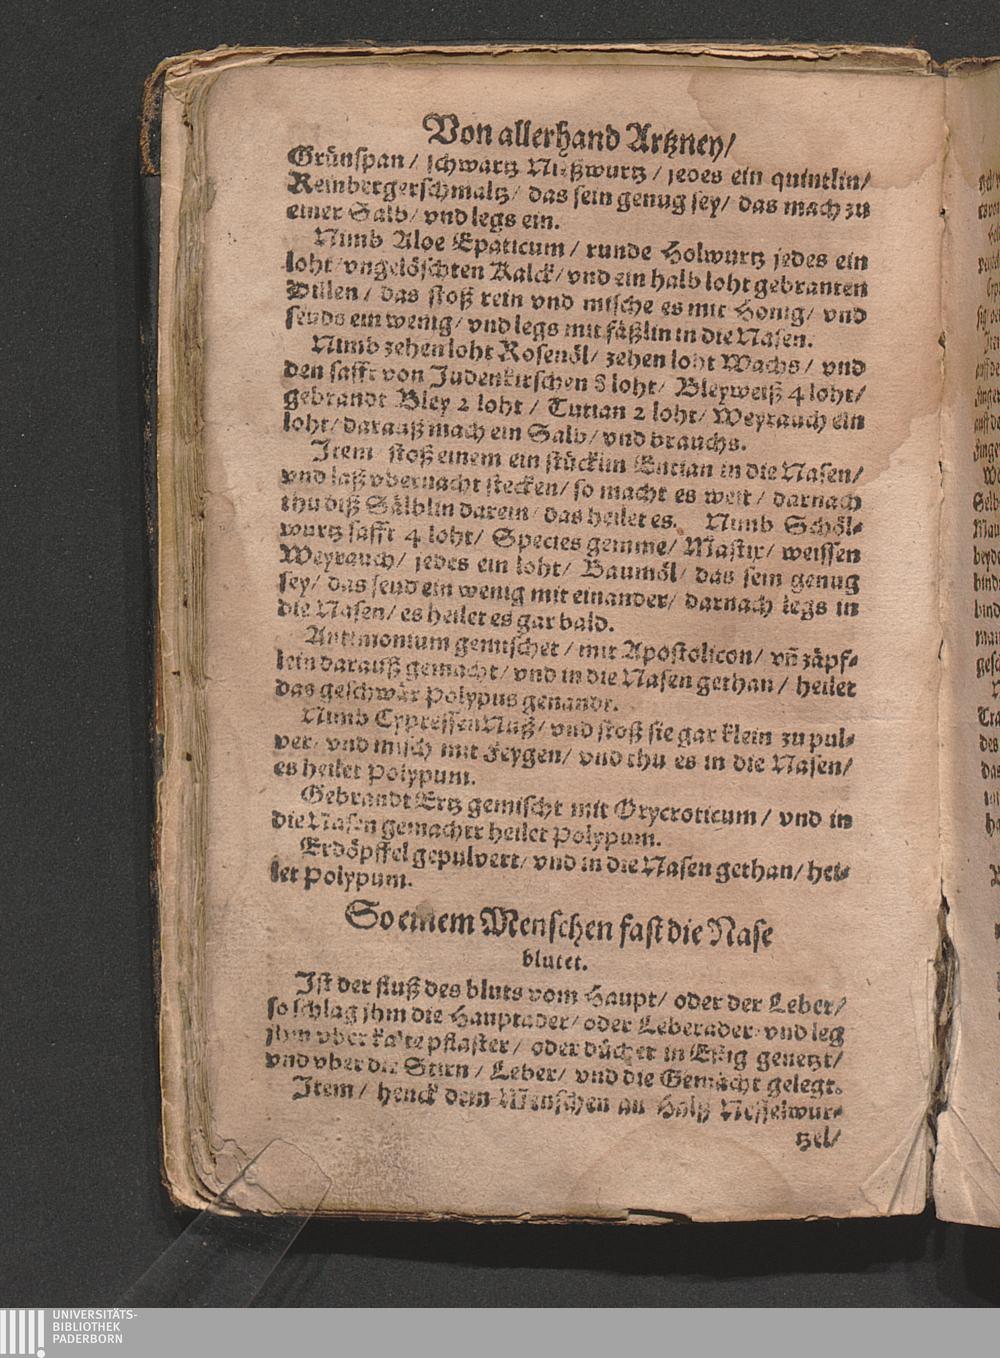 Von allerhand Artzney/
Grünspan/ schwartz Nießwurtz/ jedes ein quintlin/
Reinbergerschmaltz/ das sein genug sey/ das mach zu
einer Salb/ vnd legs ein.
Nimb Aloe Epaticum/ runde Holwurtz jedes ein
loht/ vngelöschten Kalck/ vnd ein halb loht gebranten
Dillen/ das stoß rein vnd mische es mit Honig/ vnd
seuds ein wenig/ vnd legs mit fäßlin in die Nasen.
Nimb zehen loht Rosenöl/ zehen loht Wachs/ vnd
den safft von Judenkirschen 8 loht/ Bleyweiß 4 loht/
gebrandt Bley 2 loht/ Tutian 2 loht/ Weyrauch ein
loht/ darauß mach ein Salb/ vnd brauchs.
Item/ stoß einem ein stücklin Entian in die Nasen/
vnd laß vbernacht stecken/ so macht es weit/ darnach
thu diß Sälblin darein/ das heilet es. Nimb Schöl-
wurtz safft 4 loht/ Species gemme/ Mastix/ weissen
Weyrauch/ jedes ein loht/ Baumöl/ das sein genug
sey/ das seud ein wenig mit einander/ darnach legs in
die Nasen/ es heilet es gar bald.
Antimonium gemischet/ mit Apostolicon/ vñ zäpf-
lein darauß gemacht/ vnd in die Nasen gethan/ heilet
das geschwär Polypus genandt.
Nimb Cypressen Nuß/ vnd stoß sie gar klein zu pul-
ver/ vnd misch mit Feygen/ vnd thu es in die Nasen/
es heilet Polypum.
Gebrandt Ertz gemischt mit Oxycroticum/ vnd in
die Nasen gemacht heilet Polypum.
Erdöpffel gepulvert/ vnd in die Nasen gethan/ hei-
let Polypum.
So einem Menschen fast die Nase
blutet.
Ist der fluß des bluts vom Haupt/ oder der Leber/
so schlag jhm die Hauptader/ oder Leberader/ vnd leg
jhm vber kalte pflaster/ oder dücher in Essig genetzt/
vnd vber die Stirn/ Leber/ vnd die Gemächt gelegt.
Item/ henck dem Menschen an Halß Nesselwur-
tzel/
UNIVERSITÄTS-
BIBLIOTHEK
PADERBORN